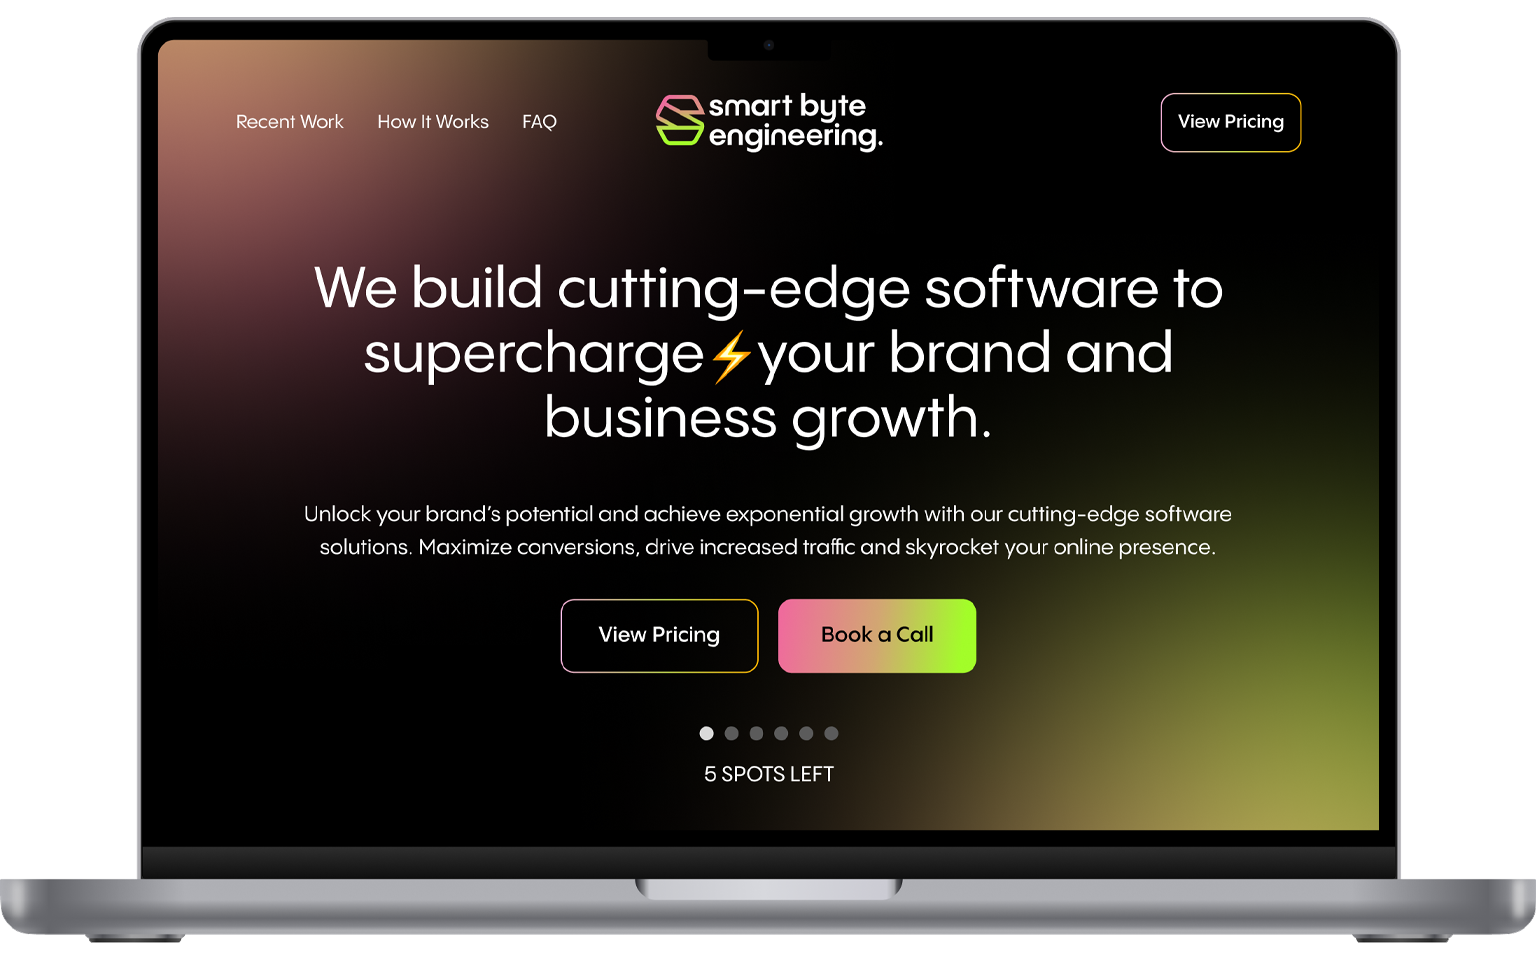 Recent Work
How It Works
FAQ
smart byte
engineering.
View Pricing
We build cutting-edge software to
supercharge⚡your brand and
business growth.
Unlock your brand’s potential and achieve exponential growth with our cutting-edge software
solutions. Maximize conversions, drive increased traffic and skyrocket your online presence.
View Pricing
Book a Call
5 SPOTS LEFT